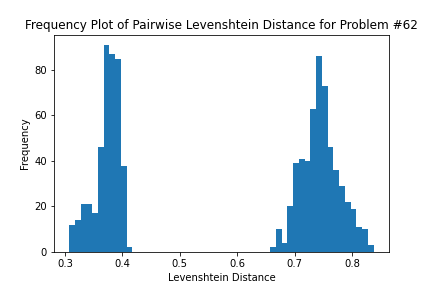 Frequency Plot of Pairwise Levenshtein Distance for Problem #62
Frequency
80
60
40
20
0
0.3 0.4 0.5 0.6 0.7 0.8
Levenshtein Distance